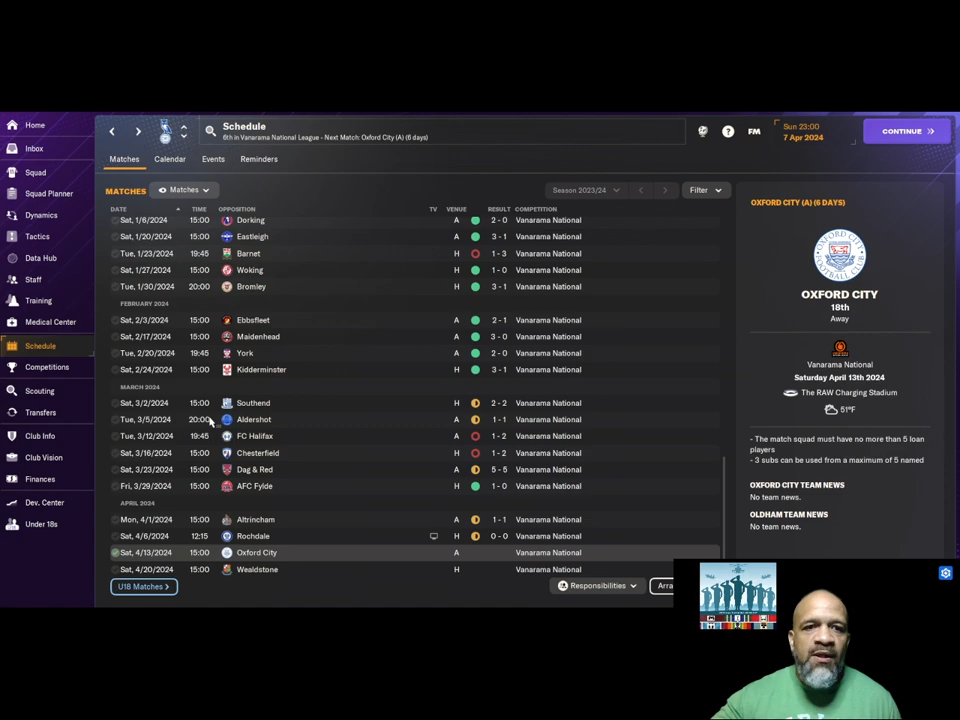 Home
Schedule
6th in Vanarama National League - Next Match: Oxford City (A) (6 days)
FM
Sun 23:00
7 Apr 2024
CONTINUE
Inbox
Squad
Squad Planner
Dynamics
Tactics
Data Hub
Staff
Training
Medical Center
Schedule
Competitions
Scouting
Transfers
Club Info
Club Vision
Finances
Dev. Center
Under 18s
Matches Calendar Events Reminders
MATCHES Matches Season 2023/24 Filter
DATE TIME OPPOSITION TV VENUE RESULT COMPETITION
Sat, 1/6/2024 15:00 Dorking A 2 - 0 Vanarama National
Sat, 1/20/2024 15:00 Eastleigh A 3 - 1 Vanarama National
Tue, 1/23/2024 19:45 Barnet H 1 - 3 Vanarama National
Sat, 1/27/2024 15:00 Woking H 1 - 0 Vanarama National
Tue, 1/30/2024 20:00 Bromley H 3 - 1 Vanarama National
FEBRUARY 2024
Sat, 2/3/2024 15:00 Ebbsfleet A 2 - 1 Vanarama National
Sat, 2/17/2024 15:00 Maidenhead A 3 - 0 Vanarama National
Tue, 2/20/2024 19:45 York H 2 - 0 Vanarama National
Sat, 2/24/2024 15:00 Kidderminster H 3 - 1 Vanarama National
MARCH 2024
Sat, 3/2/2024 15:00 Southend A 2 - 2 Vanarama National
Tue, 3/5/2024 20:00 Aldershot A 1 - 1 Vanarama National
Tue, 3/12/2024 19:45 FC Halifax A 1 - 2 Vanarama National
Sat, 3/16/2024 15:00 Chesterfield H 1 - 2 Vanarama National
Sat, 3/23/2024 15:00 Dag & Red A 5 - 5 Vanarama National
Fri, 3/29/2024 15:00 AFC Fylde H 1 - 0 Vanarama National
APRIL 2024
Mon, 4/1/2024 15:00 Altrincham A 1 - 1 Vanarama National
Sat, 4/6/2024 12:15 Rochdale H 0 - 0 Vanarama National
Sat, 4/13/2024 15:00 Oxford City A Vanarama National
Sat, 4/20/2024 15:00 Wealdstone H Vanarama National
U18 Matches > Responsibilities Arra
OXFORD CITY (A) (6 DAYS)
OXFORD CITY
FOOTBALL CLUB
OXFORD CITY
18th
Away
Vanarama National
Saturday April 13th 2024
The RAW Charging Stadium
51°F
- The match squad must have no more than 5 loan
players
- 3 subs can be used from a maximum of 5 named
OXFORD CITY TEAM NEWS
No team news.
OLDHAM TEAM NEWS
No team news.